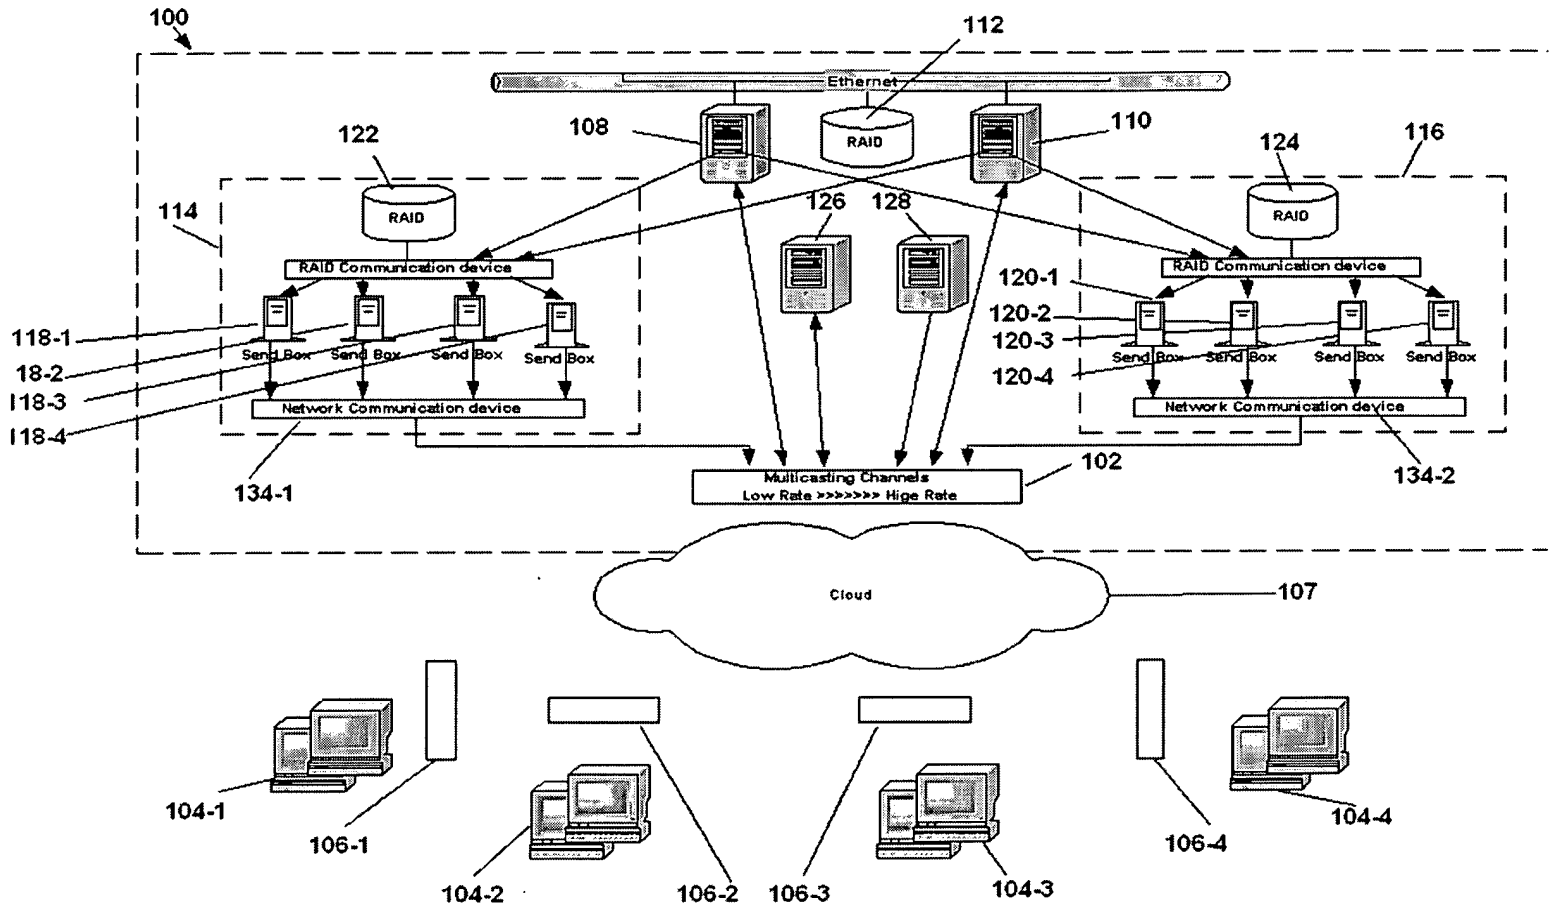 100
112
Ethernet
108
RAID
110
122
124
116
RAID
RAID
126
128
114
RAID Communication device
RAID Communication device
120-1
118-1
120-2
Send Box
Send Box
Send Box
Send Box
120-3
Send Box
Send Box
Send Box
Send Box
18-2
120-4
I18-3
Network Communication device
Network Communication device
I18-4
102
134-1
Multicasting Channels
134-2
Low Rate >>>>>>> Hige Rate
Cloud
107
104-1
106-1
106-4
104-4
104-2
106-2
106-3
104-3